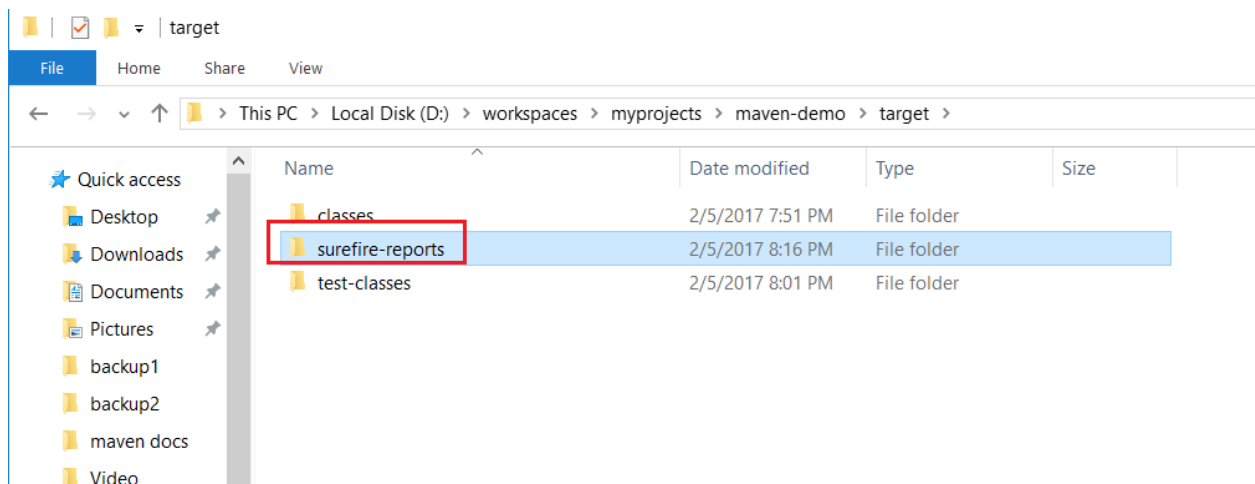 target
File Home Share View
This PC > Local Disk (D:) > workspaces > myprojects > maven-demo > target >
Name Date modified Type Size
Quick access
Desktop
Downloads
Documents
Pictures
backup1
backup2
maven docs
Video
classes 2/5/2017 7:51 PM File folder
surefire-reports 2/5/2017 8:16 PM File folder
test-classes 2/5/2017 8:01 PM File folder